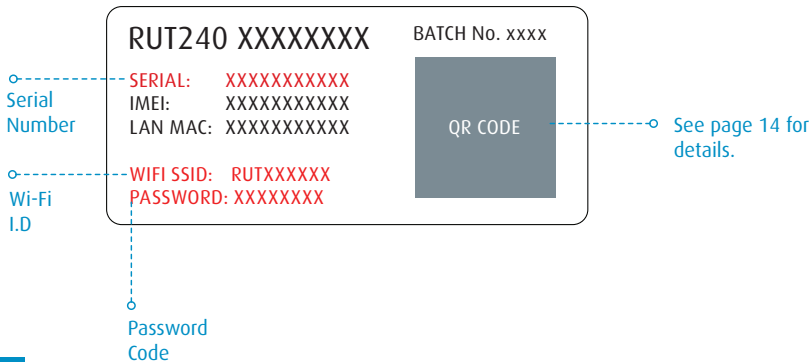 RUT240 XXXXXXXX
BATCH No. xxxx
SERIAL: XXXXXXXXXXX
IMEI: XXXXXXXXXXX
LAN MAC: XXXXXXXXXXX
WIFI SSID: RUTXXXXXX
PASSWORD: XXXXXXXX
QR CODE
Serial
Number
Wi-Fi
I.D
Password
Code
See page 14 for
details.